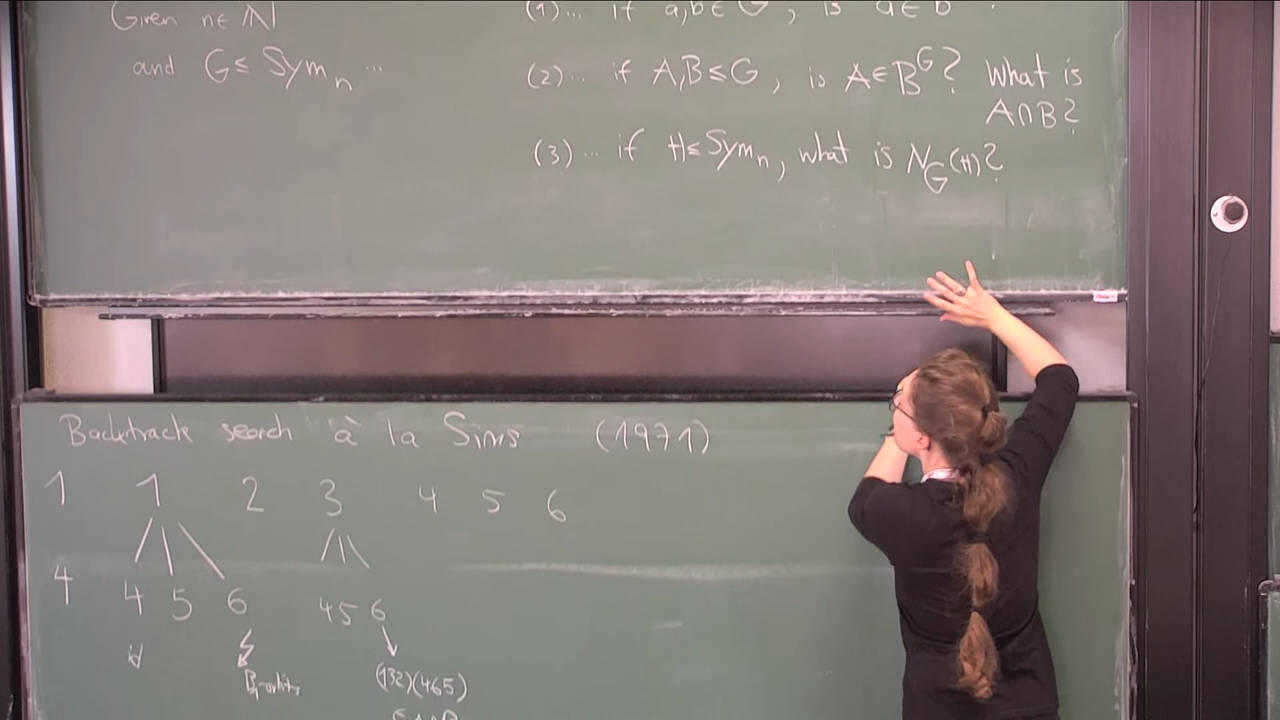 Given n ∈ ℕ
and G ≤ Sym_n ...
(1)... if a,b ∈ G, is a ∈ b^G ?
(2)... if A,B ≤ G, is A ∈ B^G? What is
A∩B?
(3)... if H ≤ Sym_n, what is N_G(H)?
Backtrack search à la Sims (1971)
1 1 2 3 4 5 6
4 4 5 6 4 5 6
id
(132)(465)